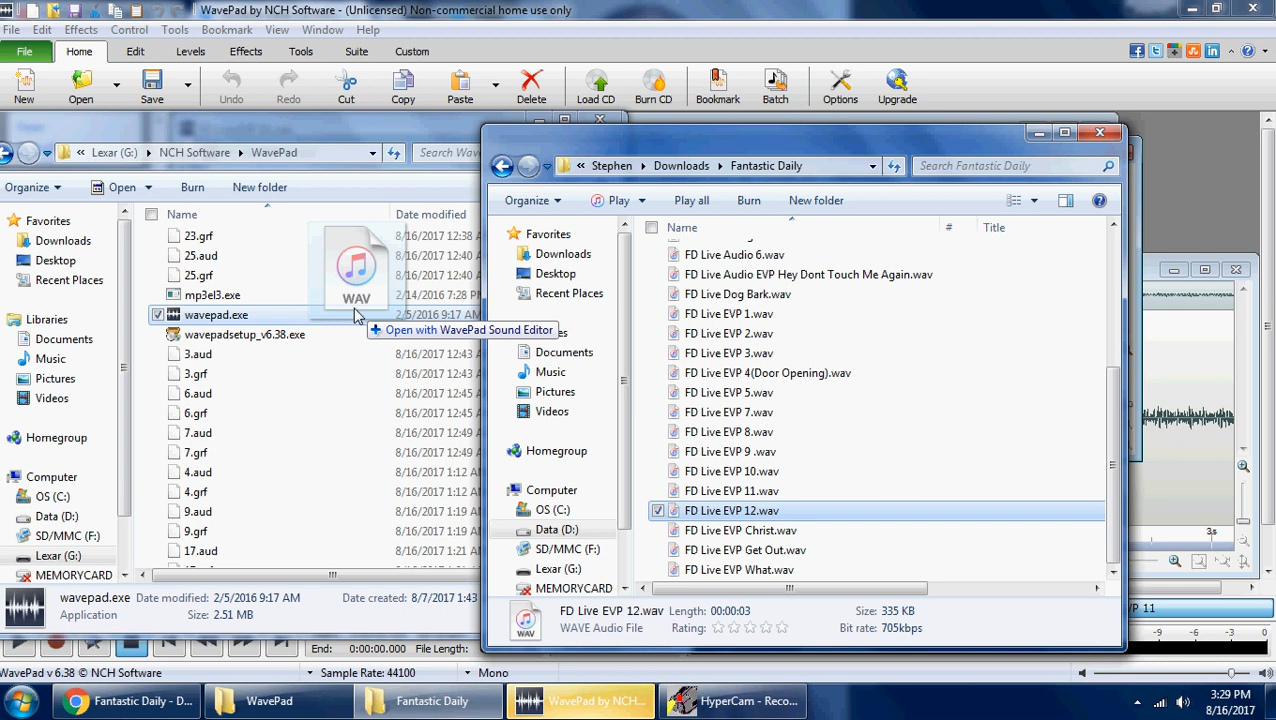 WavePad by NCH Software - (Unlicensed) Non-commercial home use only
File Edit Effects Control Tools Bookmark View Window Help
File Home Edit Levels Effects Tools Suite Custom
New Open Save Undo Redo Cut Copy Paste Delete Load CD Burn CD Bookmark Batch Options Upgrade
« Lexar (G:) NCH Software WavePad
Organize Open Burn New folder
Name Date modified
Favorites
Downloads
Desktop
Recent Places
Libraries
Documents
Music
Pictures
Videos
Homegroup
Computer
OS (C:)
Data (D:)
SD/MMC (F:)
Lexar (G:)
MEMORYCARD
23.grf 8/16/2017 12:38
25.aud 8/16/2017 12:40
25.grf 8/16/2017 12:40
mp3el3.exe 2/14/2016 7:28 P
wavepad.exe 2/5/2016 9:17 AM
wavepadsetup_v6.38.exe
3.aud 8/16/2017 12:42
3.grf 8/16/2017 12:42
6.aud 8/16/2017 12:45
6.grf 8/16/2017 12:45
7.aud 8/16/2017 12:49
7.grf 8/16/2017 12:49
4.aud 8/16/2017 1:12 A
4.grf 8/16/2017 1:12 A
9.aud 8/16/2017 1:19 A
9.grf 8/16/2017 1:19 A
17.aud 8/16/2017 1:21 A
WAV
Open with WavePad Sound Editor
wavepad.exe Date modified: 2/5/2016 9:17 AM Date created: 8/7/2017 1:43
Application Size: 2.51 MB
« Stephen Downloads Fantastic Daily
Search Fantastic Daily
Organize Play Play all Burn New folder
Name # Title
Favorites
Downloads
Desktop
Recent Places
Documents
Music
Pictures
Videos
Homegroup
Computer
OS (C:)
Data (D:)
SD/MMC (F:)
Lexar (G:)
MEMORYCARD
FD Live Audio 6.wav
FD Live Audio EVP Hey Dont Touch Me Again.wav
FD Live Dog Bark.wav
FD Live EVP 1.wav
FD Live EVP 2.wav
FD Live EVP 3.wav
FD Live EVP 4(Door Opening).wav
FD Live EVP 5.wav
FD Live EVP 7.wav
FD Live EVP 8.wav
FD Live EVP 9 .wav
FD Live EVP 10.wav
FD Live EVP 11.wav
FD Live EVP 12.wav
FD Live EVP Christ.wav
FD Live EVP Get Out.wav
FD Live EVP What.wav
WAV
FD Live EVP 12.wav Length: 00:00:03 Size: 335 KB
WAVE Audio File Rating: Bit rate: 705kbps
3s
P 11
-9 -6 -3 0
End: 0:00:00.000 File Length:
WavePad v 6.38 © NCH Software Sample Rate: 44100 Mono
Fantastic Daily - D... WavePad Fantastic Daily WavePad by NCH... HyperCam - Reco...
3:29 PM
8/16/2017